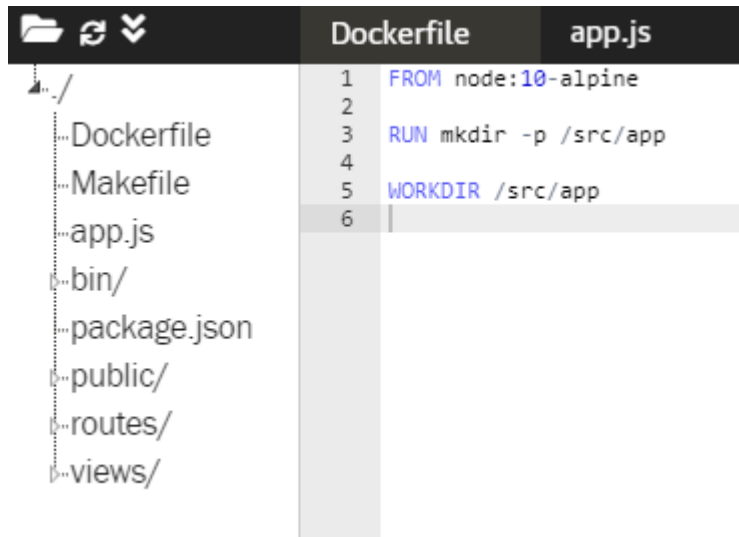 Dockerfile app.js
./
Dockerfile
Makefile
app.js
bin/
package.json
public/
routes/
views/
1 FROM node:10-alpine
2
3 RUN mkdir -p /src/app
4
5 WORKDIR /src/app
6